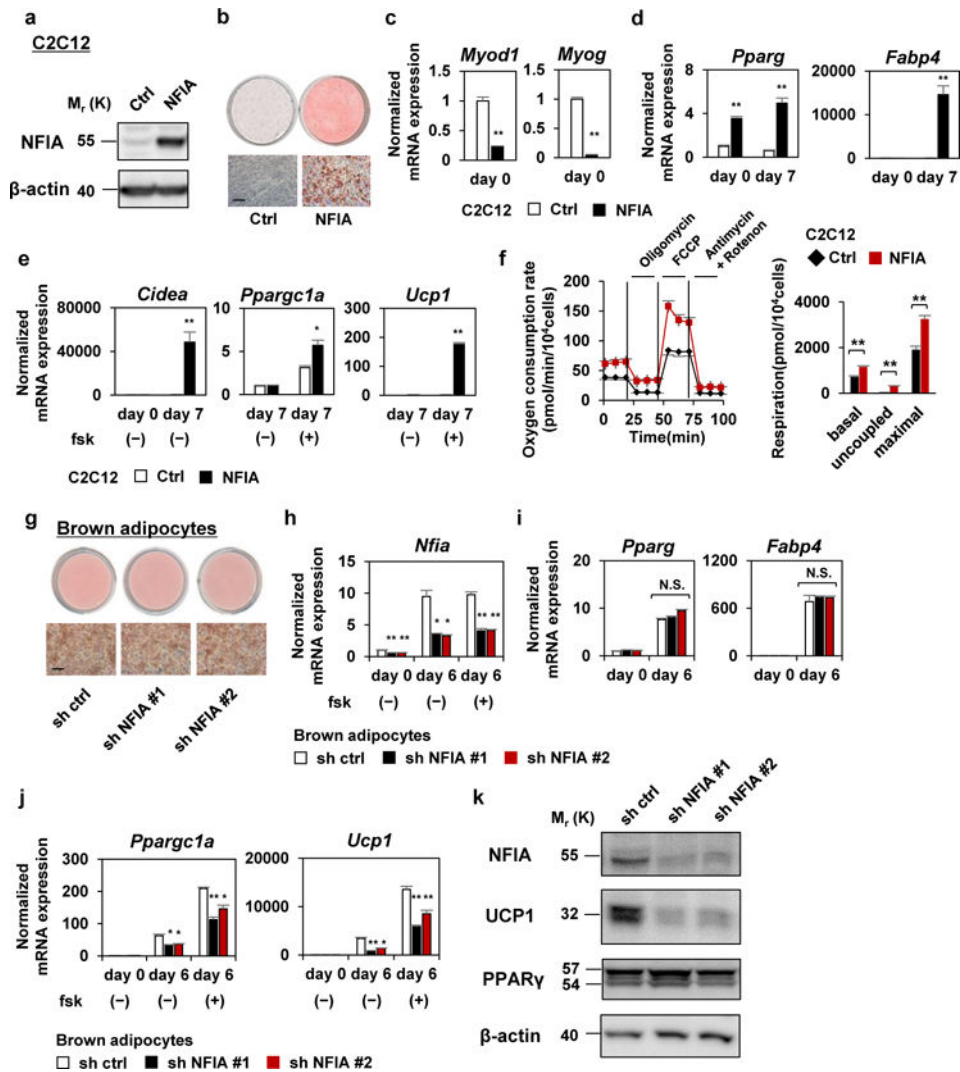 a
C2C12
Mr (K)
Ctrl
NFIA
NFIA
55
β-actin
40
b
Ctrl
NFIA
c
Normalized
mRNA expression
Myod1
1.5
1
0.5
0
**
day 0
Myog
1.5
1
0.5
0
**
day 0
C2C12
Ctrl
NFIA
d
Normalized
mRNA expression
Pparg
8
6
4
2
0
**
**
day 0 day 7
Fabp4
20000
10000
0
**
day 0 day 7
e
Normalized
mRNA expression
Cidea
80000
60000
40000
20000
0
**
day 0 day 7
Ppargc1a
10
5
0
*
day 7 day 7
Ucp1
300
200
100
0
**
day 7 day 7
fsk
(−) (−)
(−) (+)
(−) (+)
C2C12
Ctrl
NFIA
f
Oxygen consumption rate
(pmol/min/10⁴cells)
Oligomycin
FCCP
Antimycin
+ Rotenon
200
150
100
50
0
0 25 50 75 100
Time(min)
C2C12
Ctrl
NFIA
Respiration(pmol/10⁴cells)
4000
2000
0
**
**
**
basal
uncoupled
maximal
g
Brown adipocytes
sh ctrl
sh NFIA #1
sh NFIA #2
h
Normalized
mRNA expression
Nfia
15
10
5
0
** **
* *
** **
day 0 day 6 day 6
fsk
(−) (−) (+)
Brown adipocytes
sh ctrl
sh NFIA #1
sh NFIA #2
i
Normalized
mRNA expression
Pparg
20
10
0
N.S.
day 0 day 6
Fabp4
1200
600
0
N.S.
day 0 day 6
j
Normalized
mRNA expression
Ppargc1a
300
200
100
0
* *
** *
day 0 day 6 day 6
Ucp1
20000
10000
0
** *
** **
day 0 day 6 day 6
fsk
(−) (−) (+)
(−) (−) (+)
Brown adipocytes
sh ctrl
sh NFIA #1
sh NFIA #2
k
Mr (K)
sh ctrl
sh NFIA #1
sh NFIA #2
NFIA
55
UCP1
32
PPARγ
57
54
β-actin
40